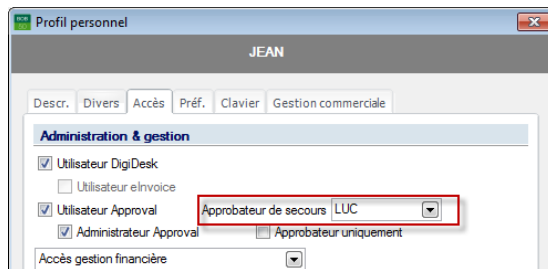 Profil personnel
JEAN
Descr. Divers Accès Préf. Clavier Gestion commerciale
Administration & gestion
Utilisateur DigiDesk
Utilisateur eInvoice
Utilisateur Approval Approbateur de secours LUC
Administrateur Approval Approbateur uniquement
Accès gestion financière